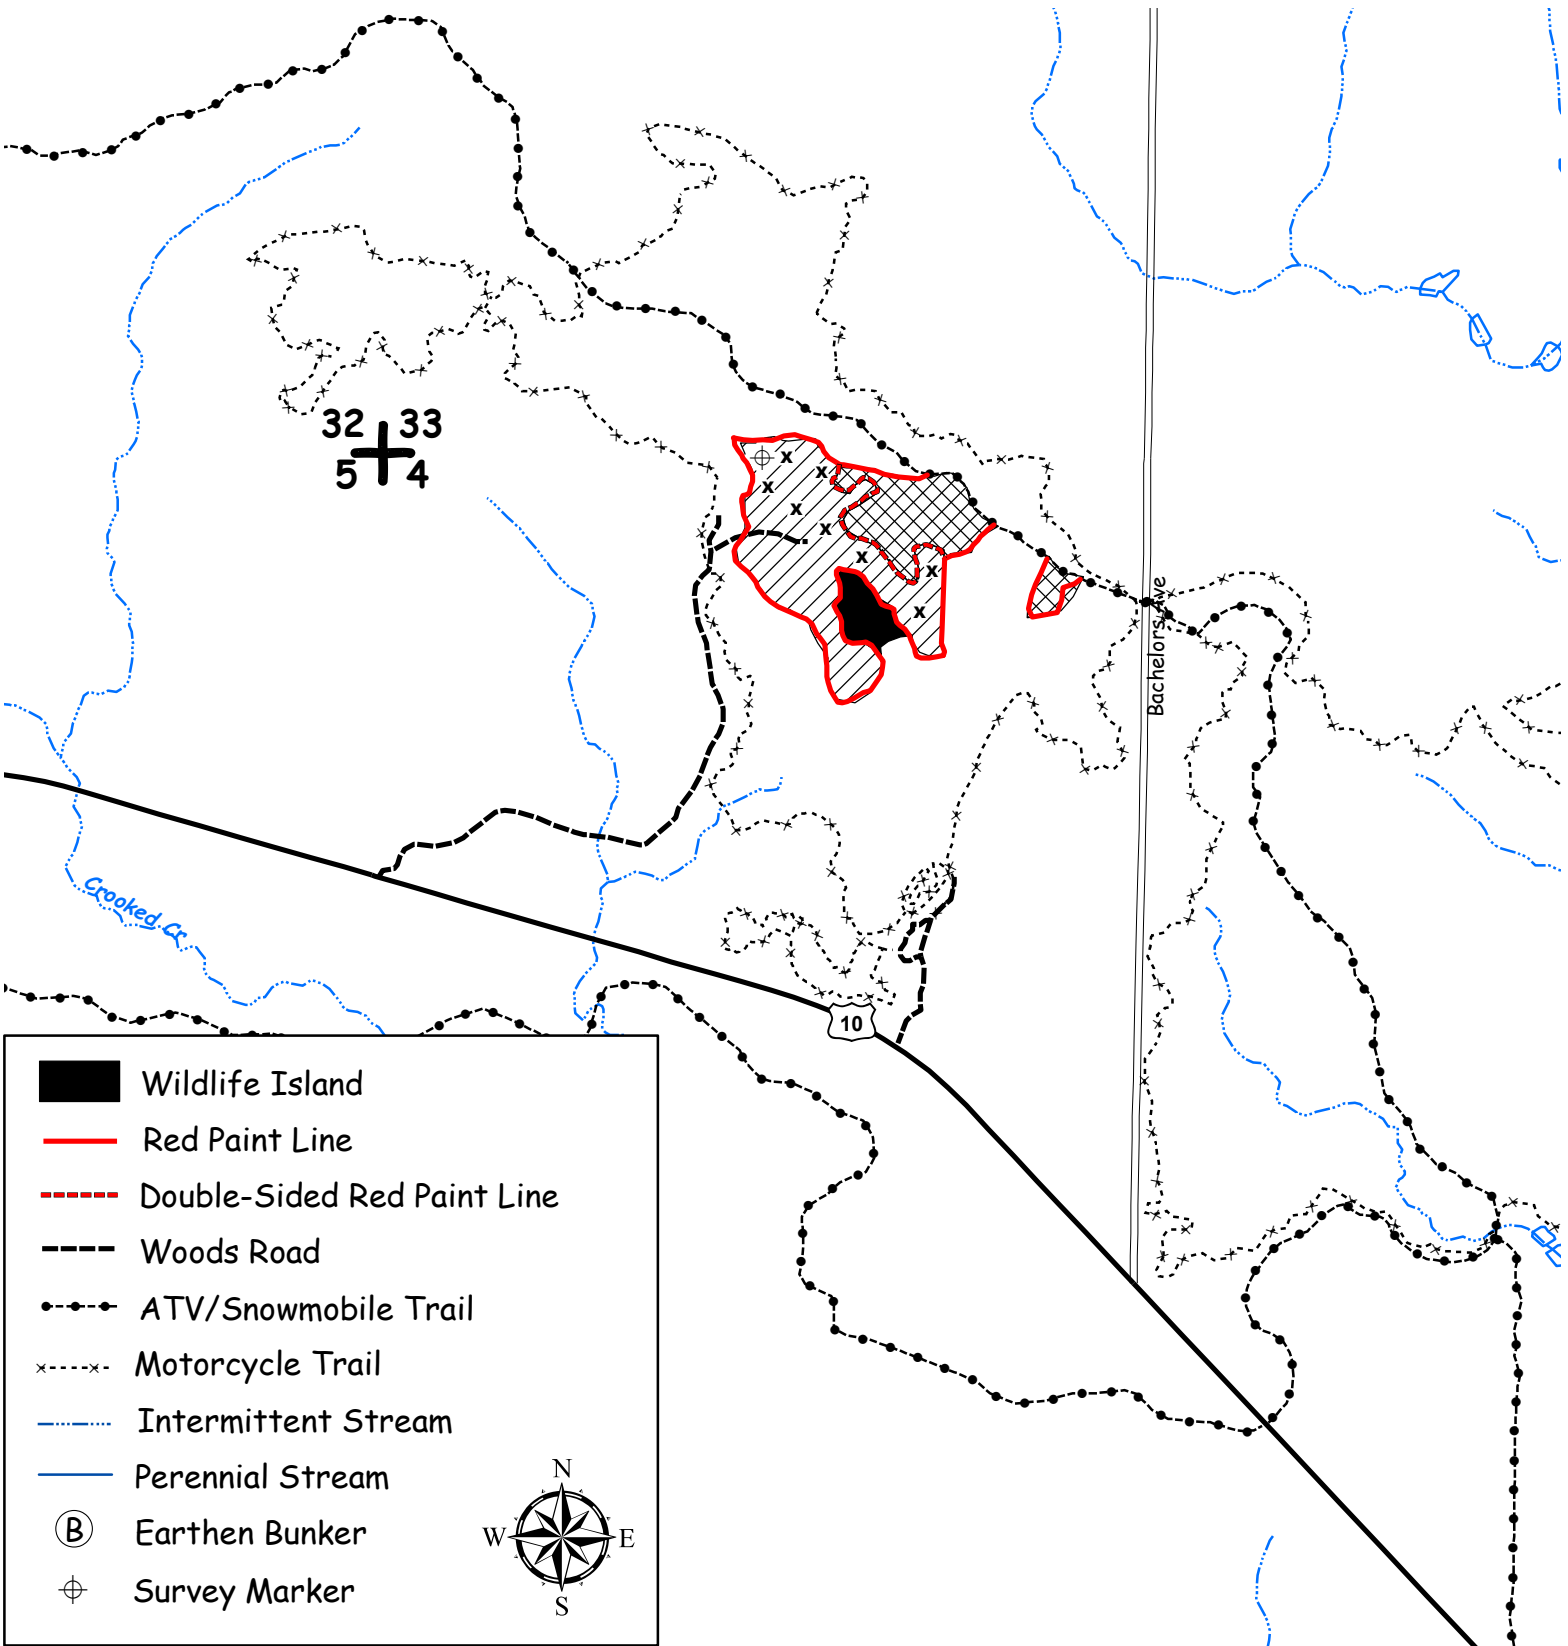 32 33
5 4
x
x
x
x
x
x
x
x
Bachelors Ave
Crooked Cr
10
Wildlife Island
Red Paint Line
Double-Sided Red Paint Line
Woods Road
ATV/Snowmobile Trail
Motorcycle Trail
Intermittent Stream
Perennial Stream
B Earthen Bunker
Survey Marker
N
W E
S